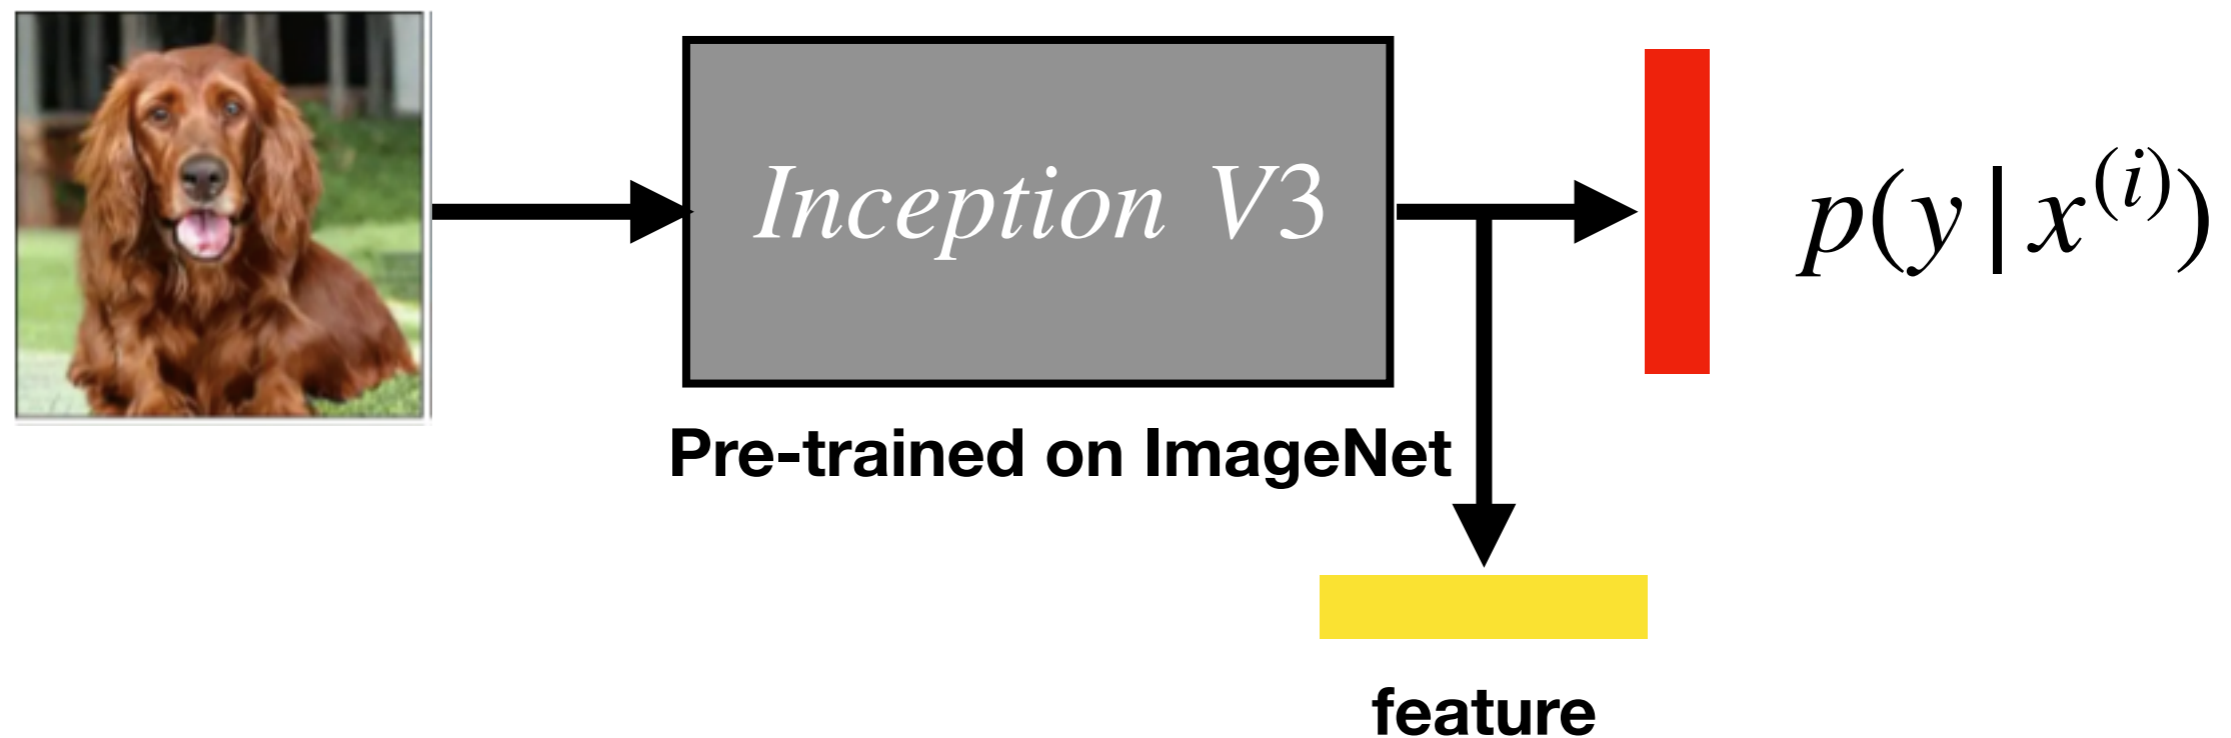 Inception V3
p(y|x^{(i)})
Pre-trained on ImageNet
feature